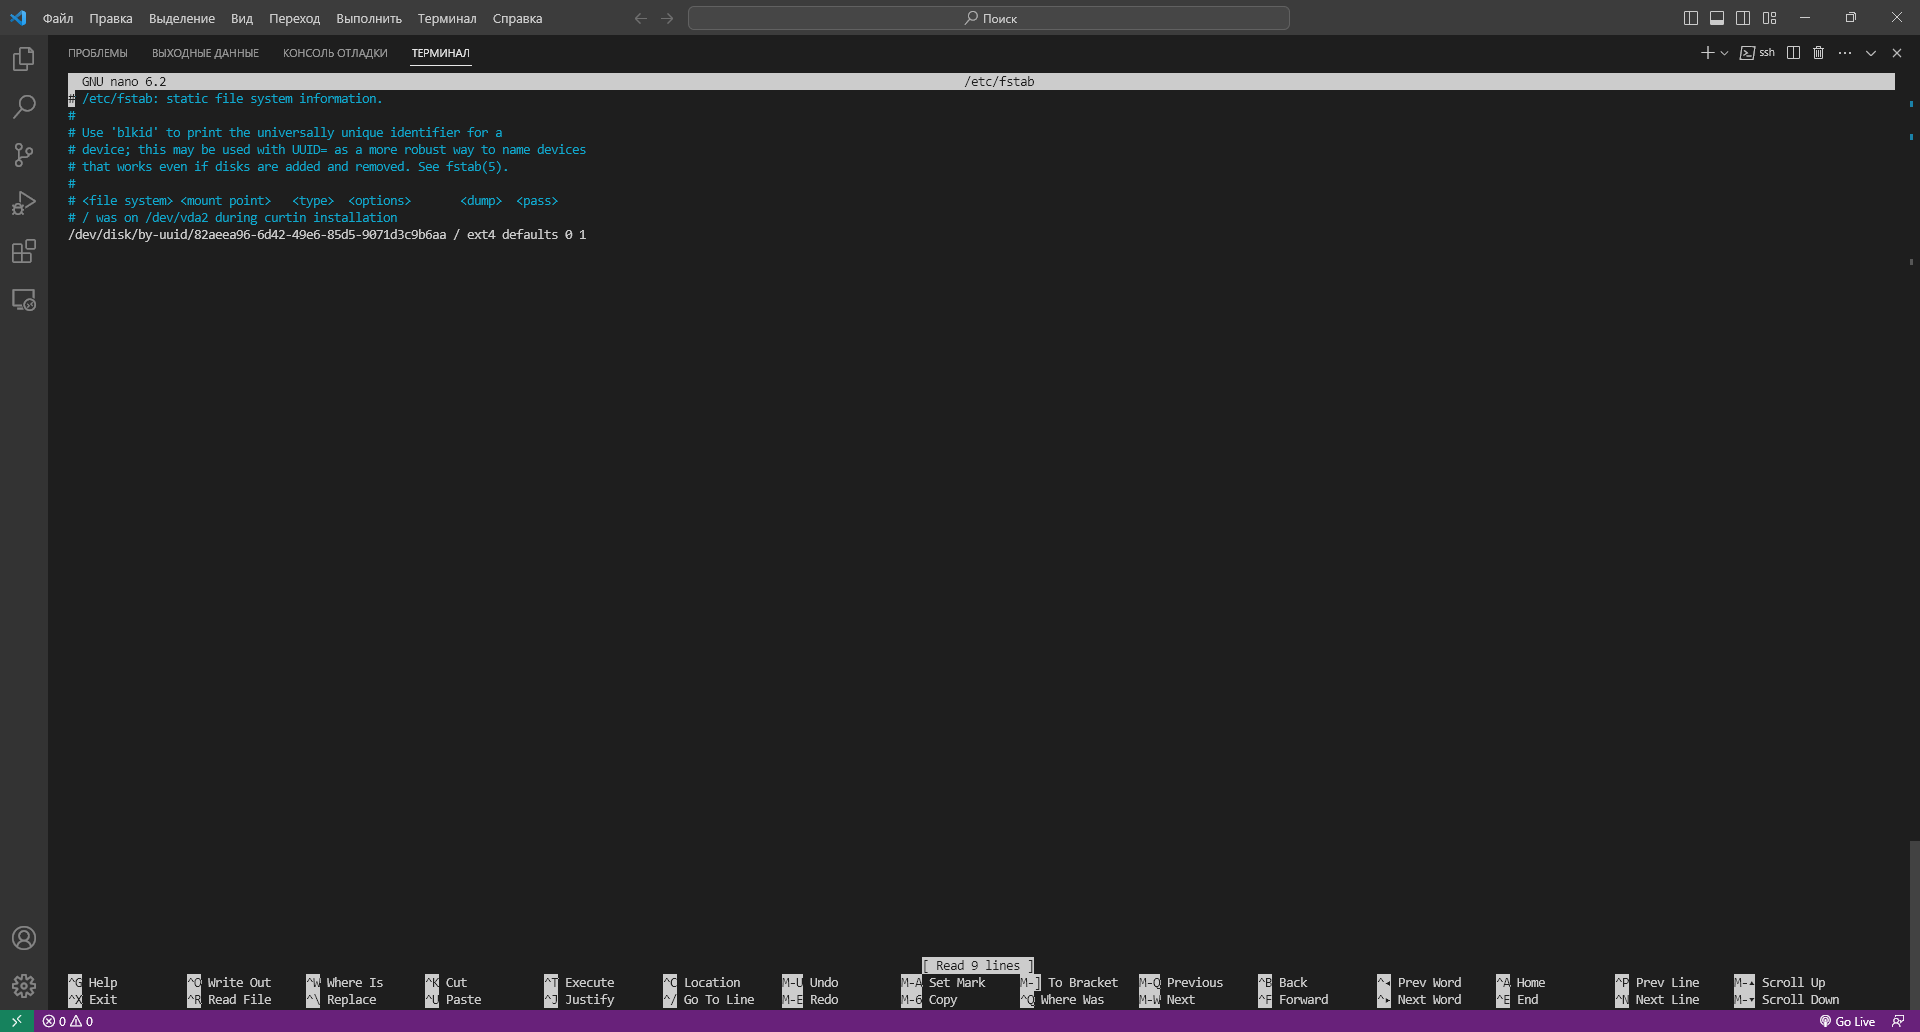 Файл Правка Выделение Вид Переход Выполнить Терминал Справка Поиск
ПРОБЛЕМЫ ВЫХОДНЫЕ ДАННЫЕ КОНСОЛЬ ОТЛАДКИ ТЕРМИНАЛ ssh
GNU nano 6.2 /etc/fstab
# /etc/fstab: static file system information.
#
# Use 'blkid' to print the universally unique identifier for a
# device; this may be used with UUID= as a more robust way to name devices
# that works even if disks are added and removed. See fstab(5).
#
# <file system> <mount point>   <type>  <options>       <dump>  <pass>
# / was on /dev/vda2 during curtin installation
/dev/disk/by-uuid/82aeea96-6d42-49e6-85d5-9071d3c9b6aa / ext4 defaults 0 1
[ Read 9 lines ]
^G Help ^O Write Out ^W Where Is ^K Cut ^T Execute ^C Location M-U Undo M-A Set Mark M-] To Bracket M-Q Previous ^B Back ^◂ Prev Word ^A Home ^P Prev Line M-▴ Scroll Up
^X Exit ^R Read File ^\ Replace ^U Paste ^J Justify ^/ Go To Line M-E Redo M-6 Copy ^Q Where Was M-W Next ^F Forward ^▸ Next Word ^E End ^N Next Line M-▾ Scroll Down
0 0 Go Live